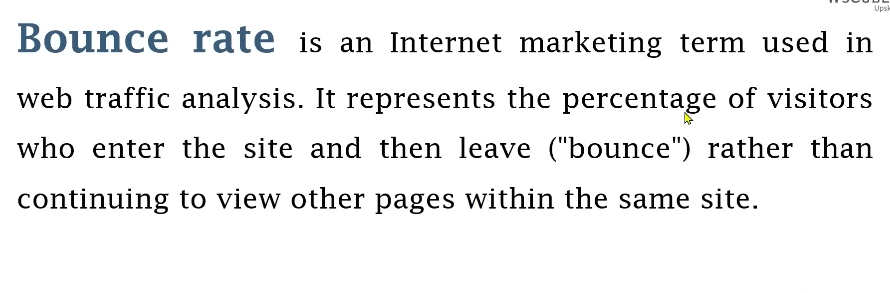 Bounce rate is an Internet marketing term used in
web traffic analysis. It represents the percentage of visitors
who enter the site and then leave ("bounce") rather than
continuing to view other pages within the same site.